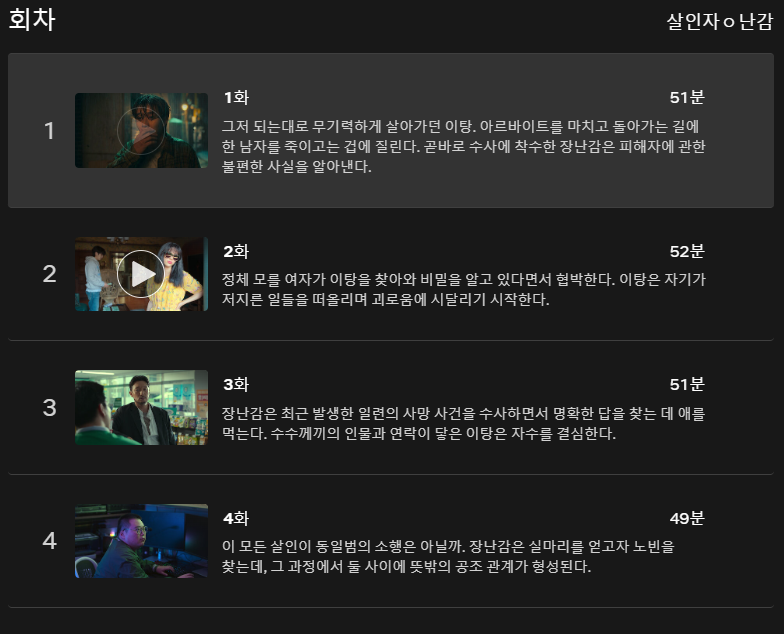 회차
살인자ㅇ난감
1
1화
51분
그저 되는대로 무기력하게 살아가던 이탕. 아르바이트를 마치고 돌아가는 길에
한 남자를 죽이고는 겁에 질린다. 곧바로 수사에 착수한 장난감은 피해자에 관한
불편한 사실을 알아낸다.
2
2화
52분
정체 모를 여자가 이탕을 찾아와 비밀을 알고 있다면서 협박한다. 이탕은 자기가
저지른 일들을 떠올리며 괴로움에 시달리기 시작한다.
3
3화
51분
장난감은 최근 발생한 일련의 사망 사건을 수사하면서 명확한 답을 찾는 데 애를
먹는다. 수수께끼의 인물과 연락이 닿은 이탕은 자수를 결심한다.
4
4화
49분
이 모든 살인이 동일범의 소행은 아닐까. 장난감은 실마리를 얻고자 노빈을
찾는데, 그 과정에서 둘 사이에 뜻밖의 공조 관계가 형성된다.